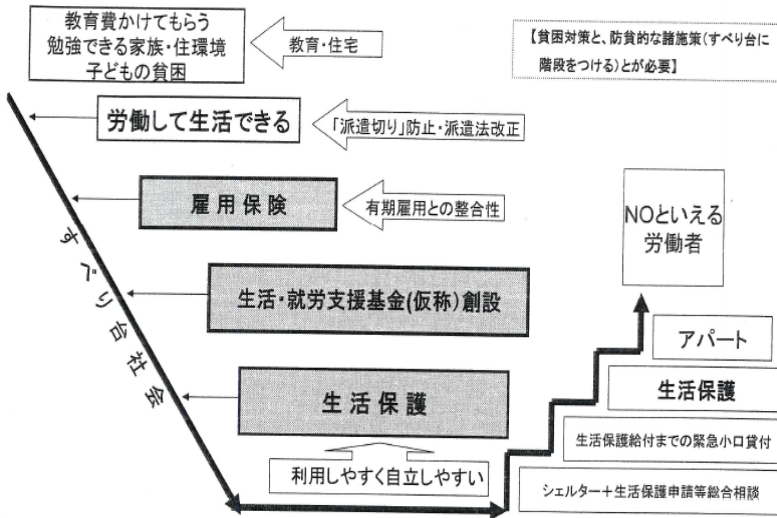 教育費かけてもらう
勉強できる家族・住環境
子どもの貧困
教育・住宅
【貧困対策と、防貧的な諸施策(すべり台に
階段をつける)とが必要】
労働して生活できる
「派遣切り」防止・派遣法改正
雇用保険
有期雇用との整合性
NOといえる
労働者
すべり台社会
生活・就労支援基金(仮称)創設
アパート
生活保護
生活保護
生活保護給付までの緊急小口貸付
利用しやすく自立しやすい
シェルター+生活保護申請等総合相談